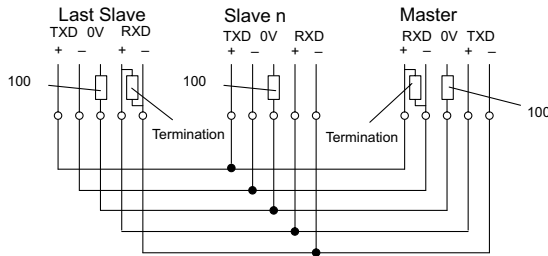 Last Slave Slave n Master
TXD 0V RXD TXD 0V RXD RXD 0V TXD
+ − + − + − + − + − + −
100 100 100
Termination Termination